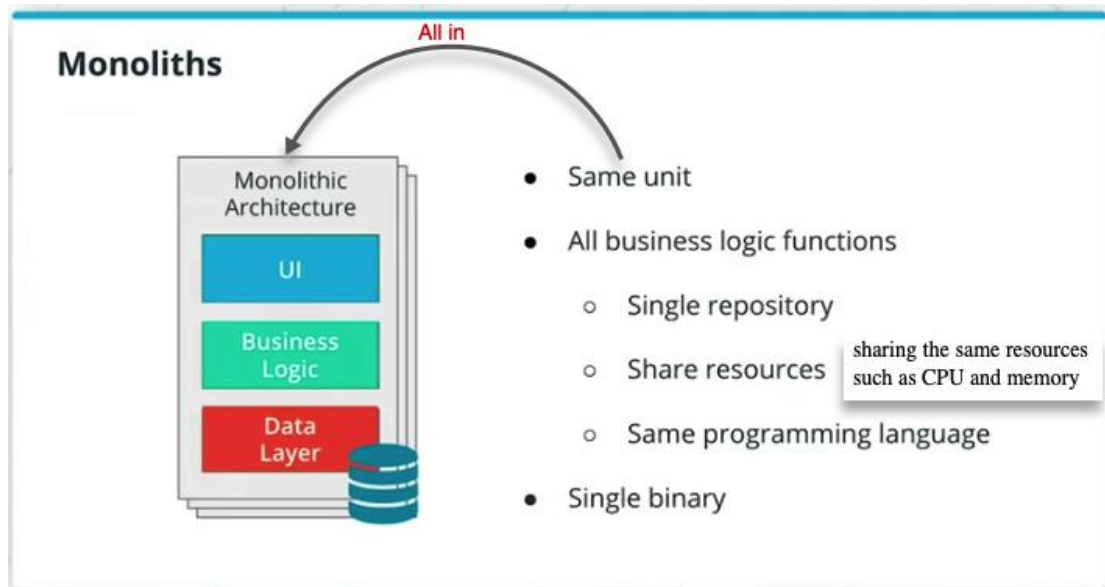 All in
Monoliths
Monolithic
Architecture
UI
Business
Logic
Data
Layer
● Same unit
● All business logic functions
○ Single repository
○ Share resources
sharing the same resources
such as CPU and memory
○ Same programming language
● Single binary